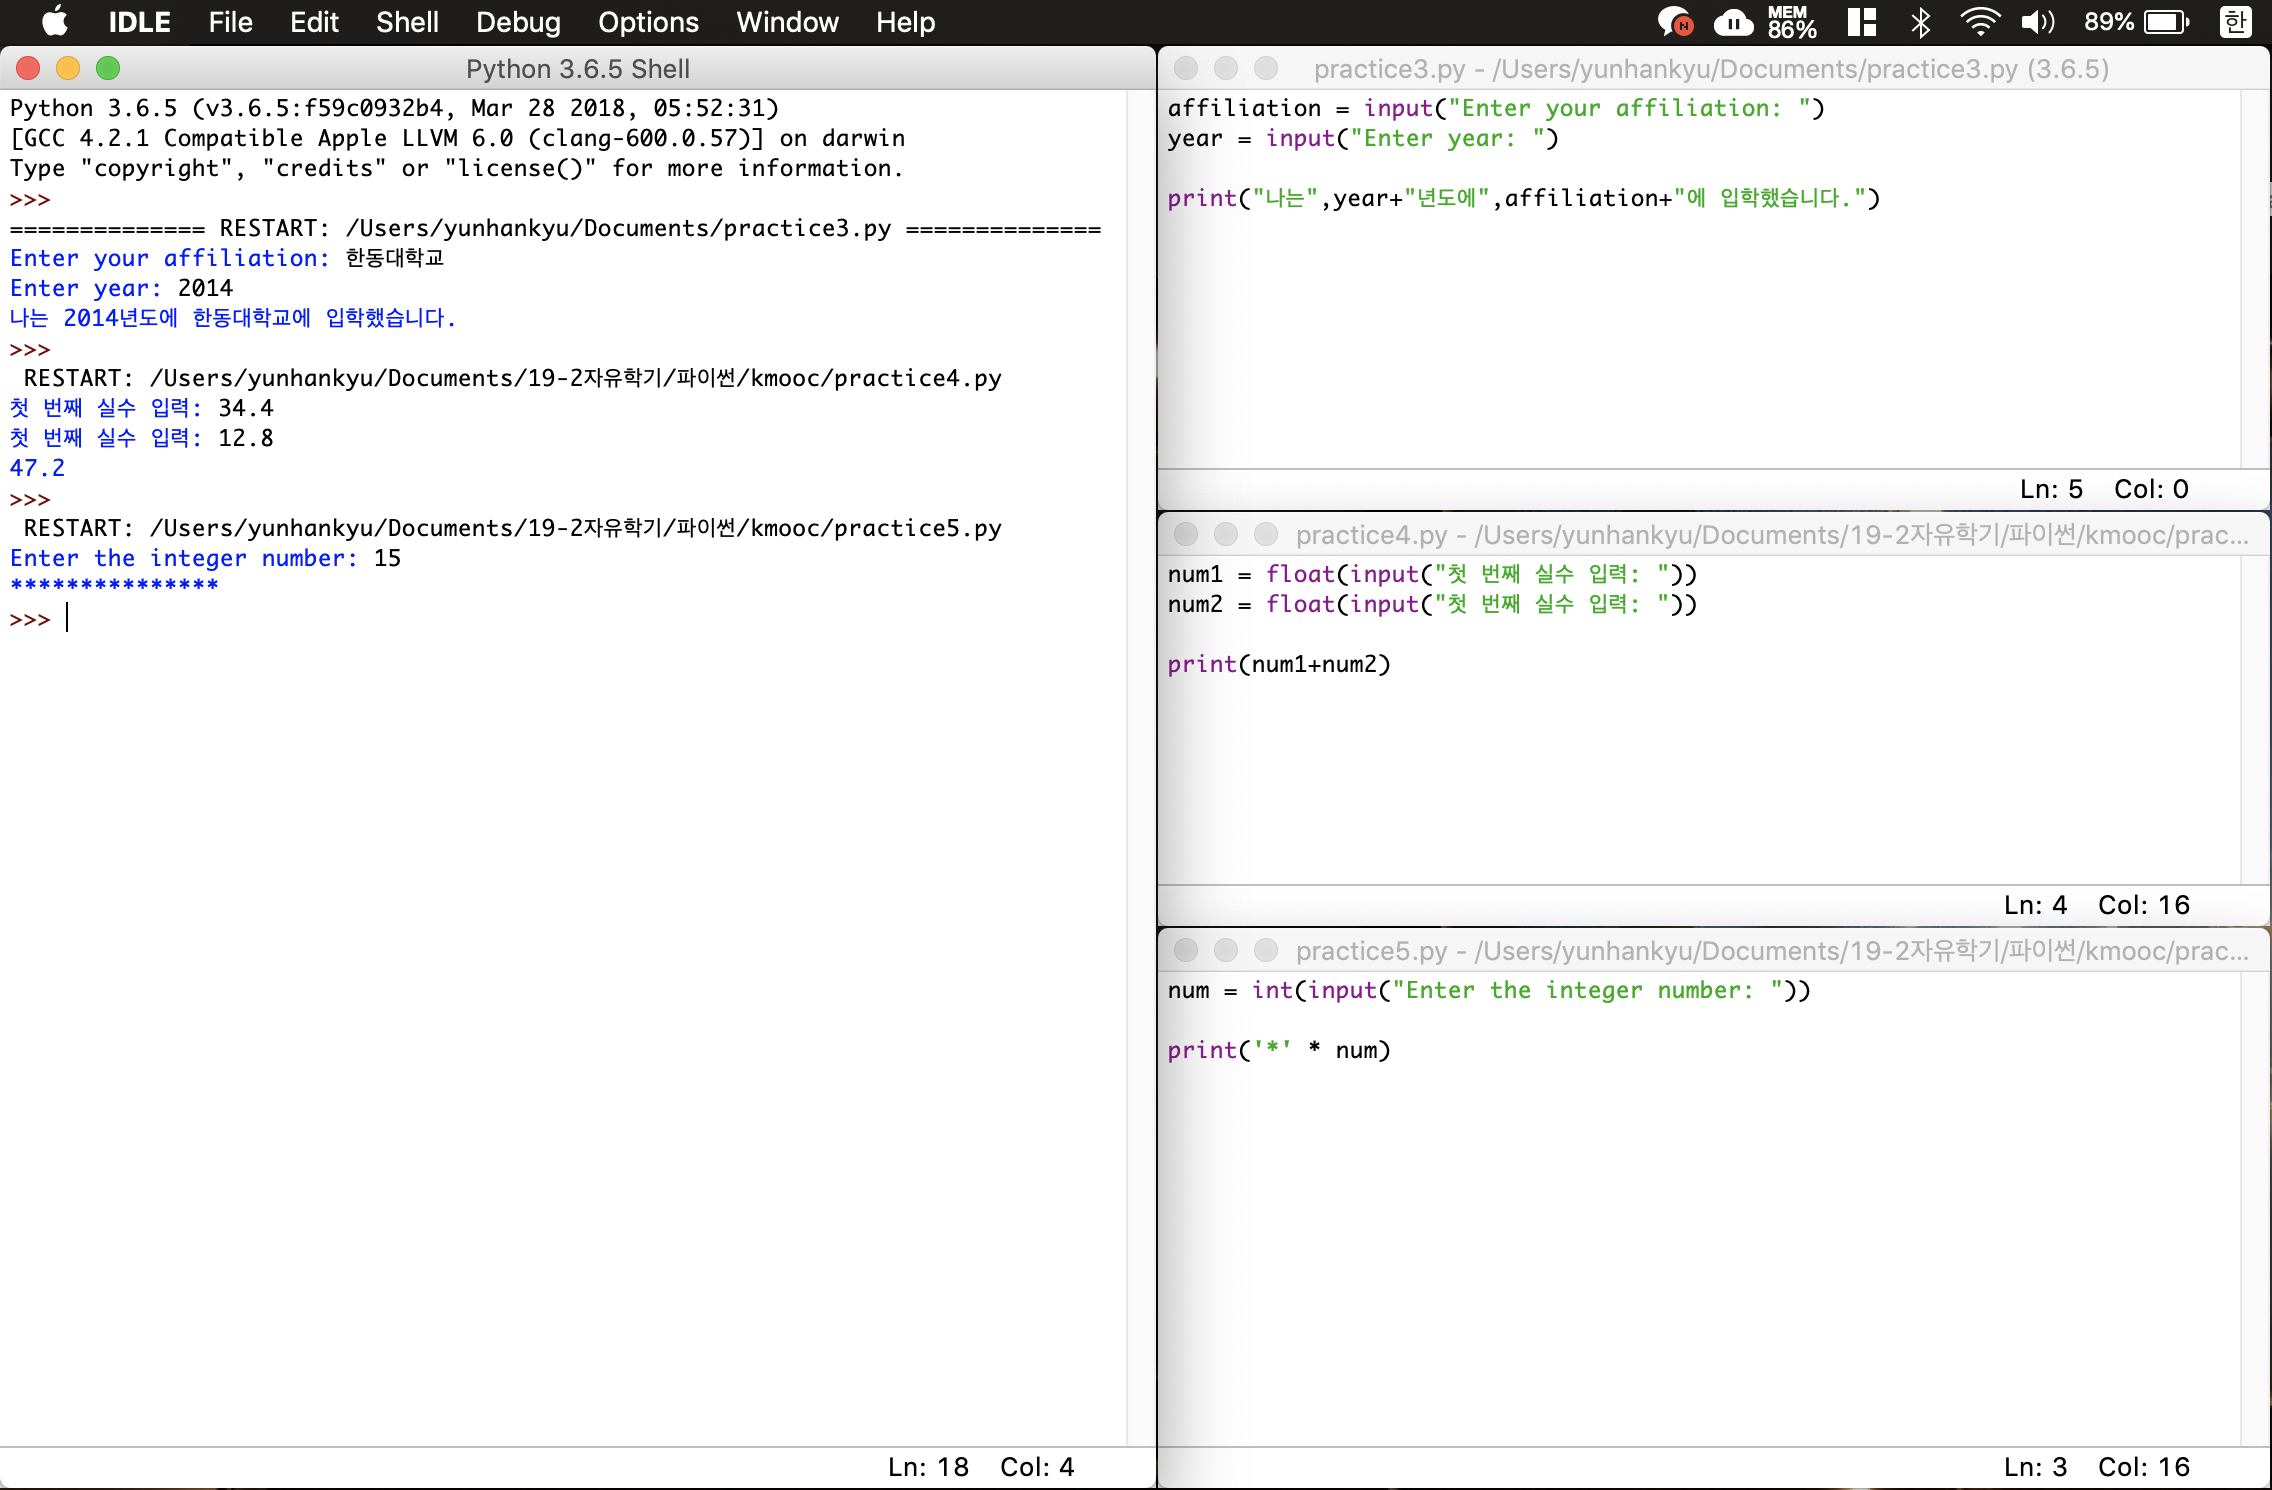 IDLE File Edit Shell Debug Options Window Help MEM 86% 89% 한
Python 3.6.5 Shell
Python 3.6.5 (v3.6.5:f59c0932b4, Mar 28 2018, 05:52:31)
[GCC 4.2.1 Compatible Apple LLVM 6.0 (clang-600.0.57)] on darwin
Type "copyright", "credits" or "license()" for more information.
>>>
============== RESTART: /Users/yunhankyu/Documents/practice3.py ==============
Enter your affiliation: 한동대학교
Enter year: 2014
나는 2014년도에 한동대학교에 입학했습니다.
>>>
 RESTART: /Users/yunhankyu/Documents/19-2자유학기/파이썬/kmooc/practice4.py
첫 번째 실수 입력: 34.4
첫 번째 실수 입력: 12.8
47.2
>>>
 RESTART: /Users/yunhankyu/Documents/19-2자유학기/파이썬/kmooc/practice5.py
Enter the integer number: 15
***************
>>>
Ln: 18 Col: 4
practice3.py - /Users/yunhankyu/Documents/practice3.py (3.6.5)
affiliation = input("Enter your affiliation: ")
year = input("Enter year: ")
print("나는",year+"년도에",affiliation+"에 입학했습니다.")
Ln: 5 Col: 0
practice4.py - /Users/yunhankyu/Documents/19-2자유학기/파이썬/kmooc/prac...
num1 = float(input("첫 번째 실수 입력: "))
num2 = float(input("첫 번째 실수 입력: "))
print(num1+num2)
Ln: 4 Col: 16
practice5.py - /Users/yunhankyu/Documents/19-2자유학기/파이썬/kmooc/prac...
num = int(input("Enter the integer number: "))
print('*' * num)
Ln: 3 Col: 16